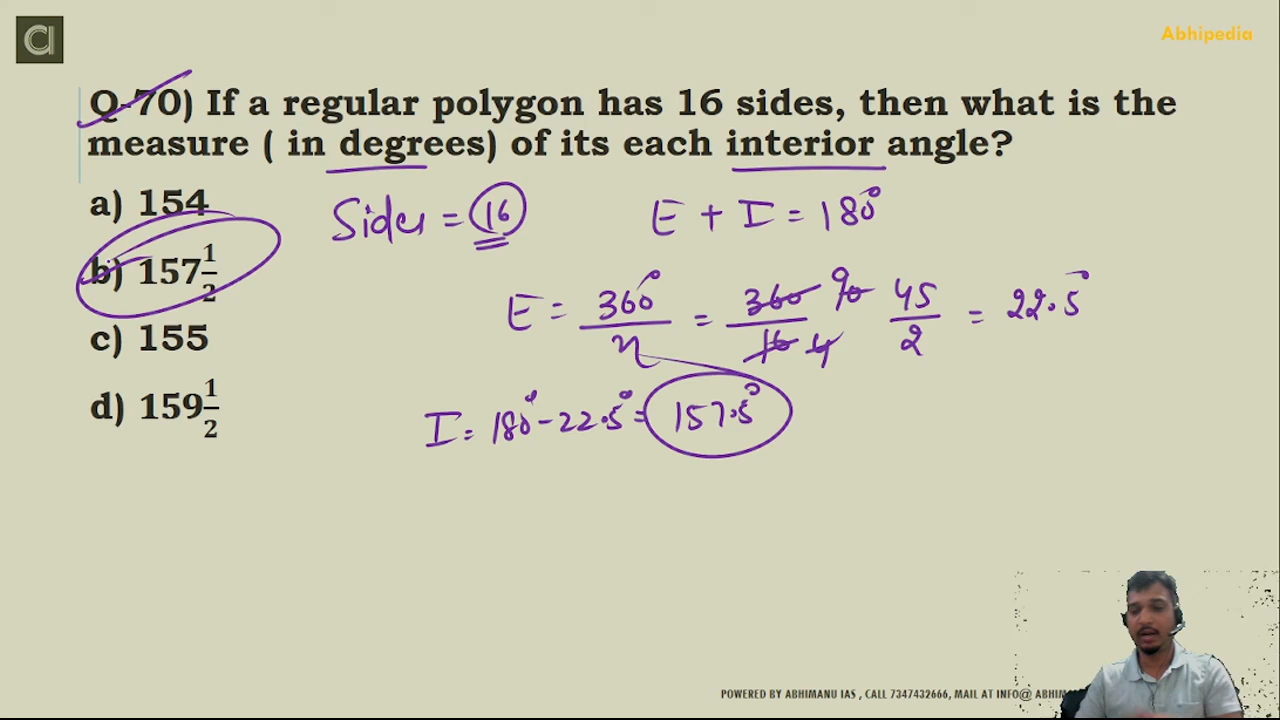 CI
Abhipedia
Q-70) If a regular polygon has 16 sides, then what is the
measure ( in degrees) of its each interior angle?
a) 154
Sides = 16
E + I = 180°
b) 157 1/2
E = 360°/n = 360/16 90/4 45/2 = 22.5°
c) 155
d) 159 1/2
I = 180° - 22.5° = 157.5°
POWERED BY ABHIMANU IAS , CALL 7347432666, MAIL AT INFO@